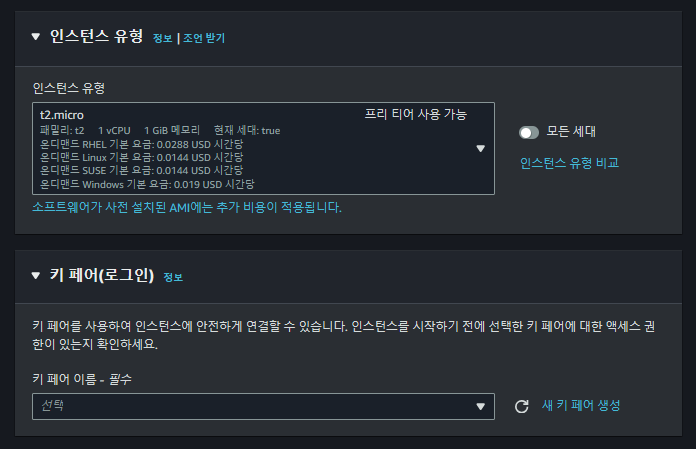 인스턴스 유형 정보 | 조언 받기
인스턴스 유형
t2.micro 프리 티어 사용 가능
패밀리: t2 1 vCPU 1 GiB 메모리 현재 세대: true
온디맨드 RHEL 기본 요금: 0.0288 USD 시간당
온디맨드 Linux 기본 요금: 0.0144 USD 시간당
온디맨드 SUSE 기본 요금: 0.0144 USD 시간당
온디맨드 Windows 기본 요금: 0.019 USD 시간당
모든 세대
인스턴스 유형 비교
소프트웨어가 사전 설치된 AMI에는 추가 비용이 적용됩니다.
키 페어(로그인) 정보
키 페어를 사용하여 인스턴스에 안전하게 연결할 수 있습니다. 인스턴스를 시작하기 전에 선택한 키 페어에 대한 액세스 권
한이 있는지 확인하세요.
키 페어 이름 - 필수
선택
새 키 페어 생성